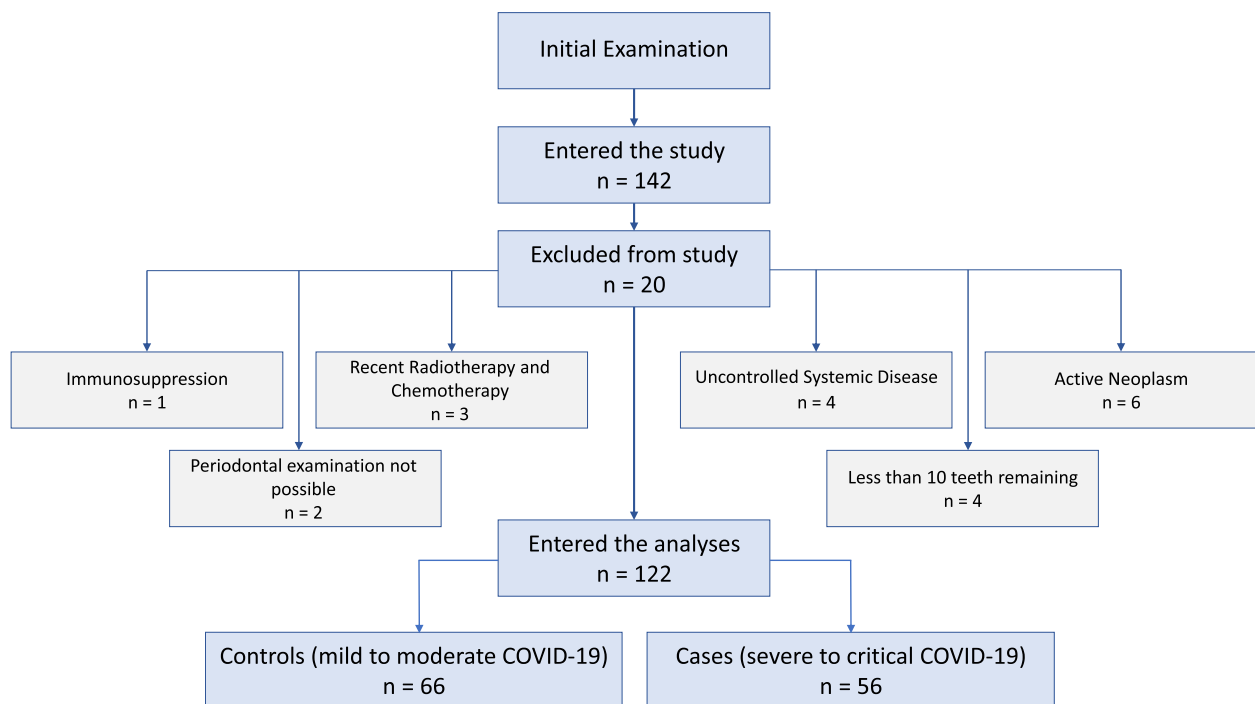 Initial Examination
Entered the study
n = 142
Excluded from study
n = 20
Immunosuppression
n = 1
Recent Radiotherapy and
Chemotherapy
n = 3
Uncontrolled Systemic Disease
n = 4
Active Neoplasm
n = 6
Periodontal examination not
possible
n = 2
Less than 10 teeth remaining
n = 4
Entered the analyses
n = 122
Controls (mild to moderate COVID-19)
n = 66
Cases (severe to critical COVID-19)
n = 56